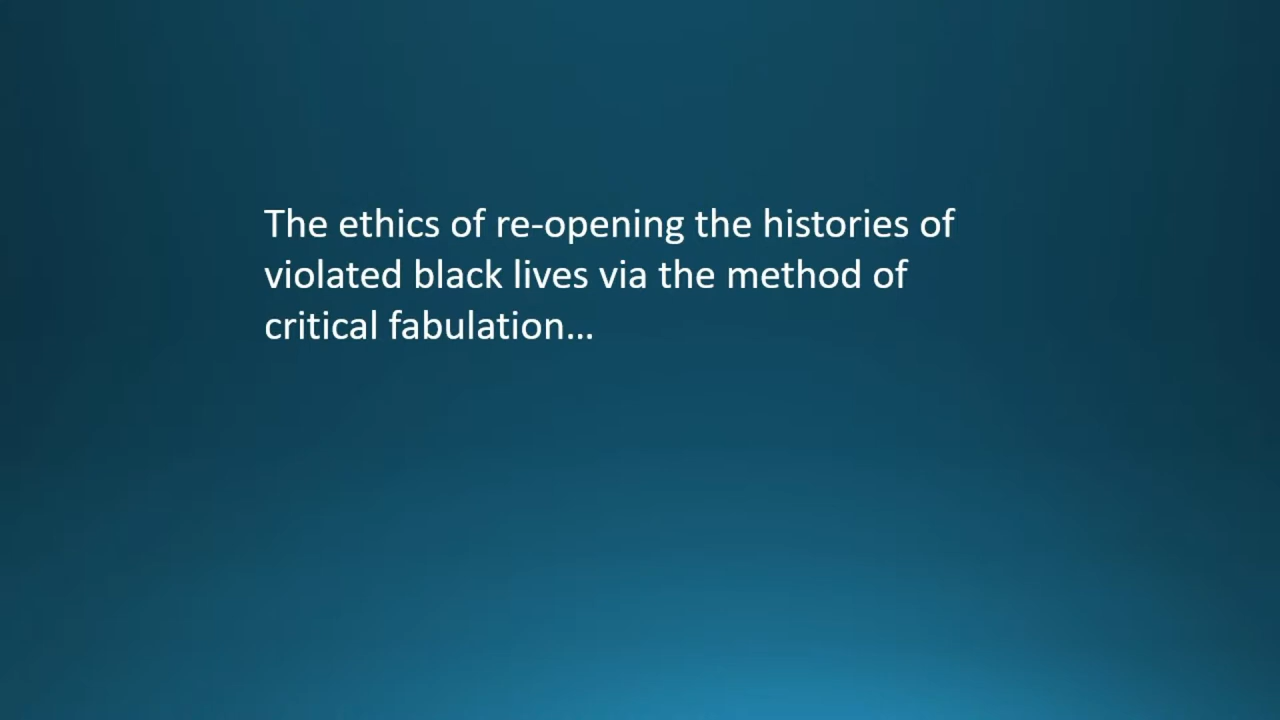 The ethics of re-opening the histories of
violated black lives via the method of
critical fabulation…